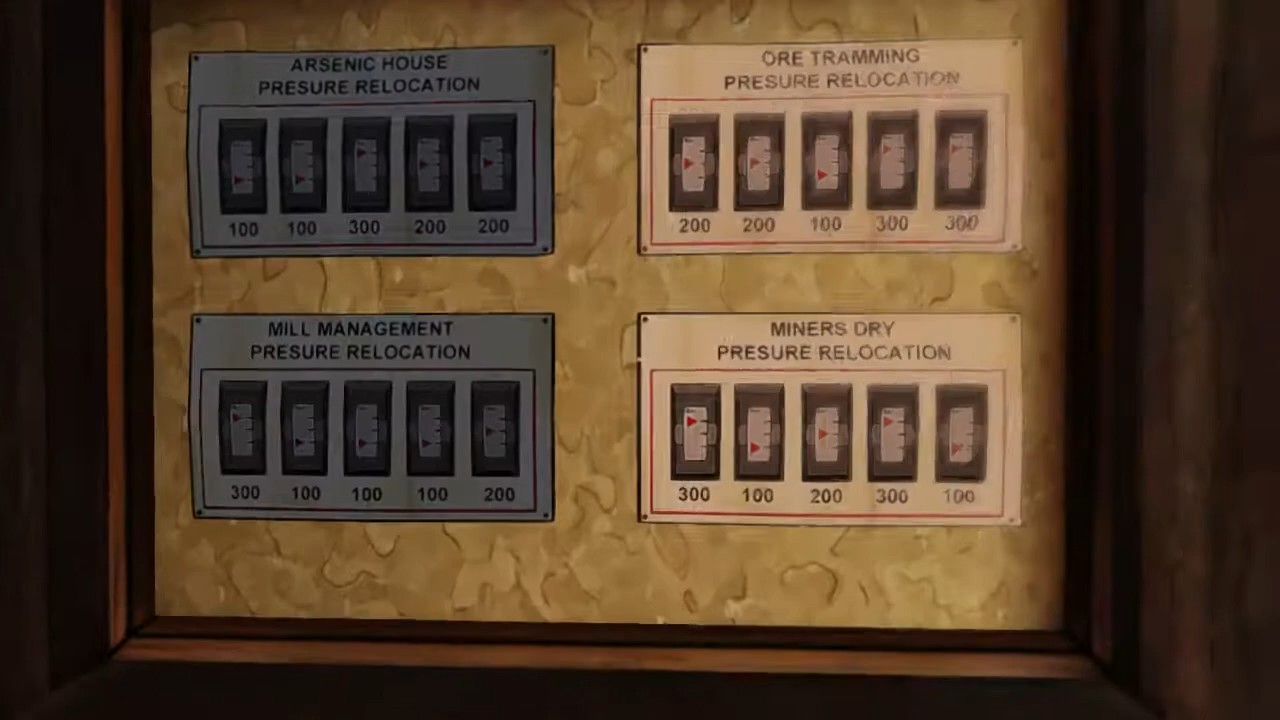 ARSENIC HOUSE
PRESURE RELOCATION
100 100 300 200 200
ORE TRAMMING
PRESURE RELOCATION
200 200 100 300 300
MILL MANAGEMENT
PRESURE RELOCATION
300 100 100 100 200
MINERS DRY
PRESURE RELOCATION
300 100 200 300 100